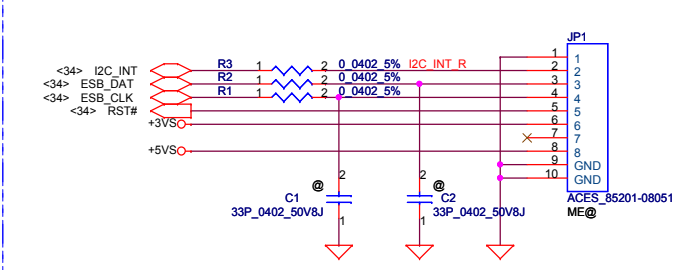 JP1
<34> I2C_INT R3 1 2 0_0402_5% I2C_INT_R 1 1
<34> ESB_DAT R2 1 2 0_0402_5% 2 2
<34> ESB_CLK R1 1 2 0_0402_5% 3 3
<34> RST# 4 4
+3VS 5 5
6 6
7 7
+5VS 8 8
9 GND
10 GND
2 @ 2 @
C1 C2 ACES_85201-08051
33P_0402_50V8J 33P_0402_50V8J ME@
1 1